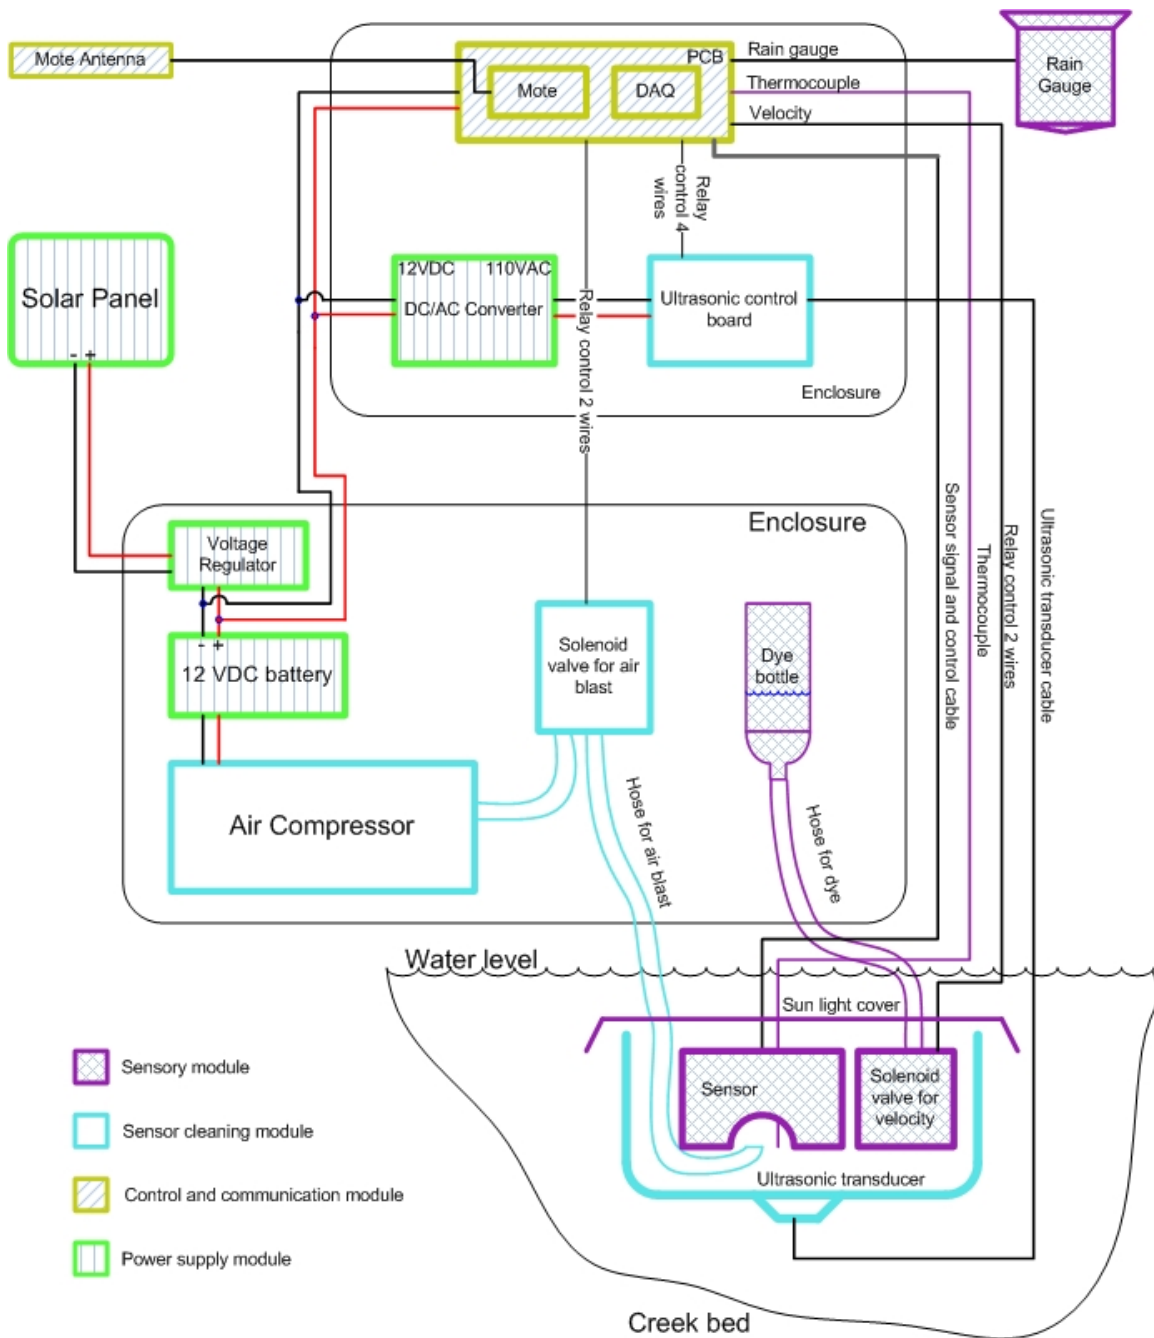 Mote Antenna
PCB
Mote
DAQ
Rain gauge
Thermocouple
Velocity
Rain
Gauge
Relay
control 4
wires
Solar Panel
- +
12VDC 110VAC
DC/AC Converter
Ultrasonic control
board
Relay control 2 wires
Enclosure
Enclosure
Voltage
Regulator
- +
12 VDC battery
Solenoid
valve for air
blast
Dye
bottle
Sensor signal and control cable
Thermocouple
Relay control 2 wires
Ultrasonic transducer cable
Air Compressor
Hose for air blast
Hose for dye
Water level
Sun light cover
Sensor
Solenoid
valve for
velocity
Ultrasonic transducer
Sensory module
Sensor cleaning module
Control and communication module
Power supply module
Creek bed